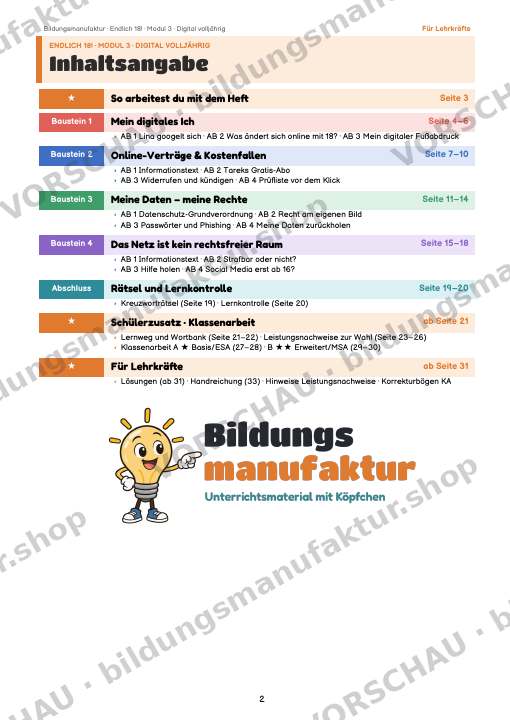 Bildungsmanufaktur · Endlich 18! · Modul 3 · Digital volljährig
Für Lehrkräfte
ENDLICH 18! · MODUL 3 · DIGITAL VOLLJÄHRIG
Inhaltsangabe
★ So arbeitest du mit dem Heft Seite 3
Baustein 1 Mein digitales Ich Seite 4–6
◦ AB 1 Lina googelt sich · AB 2 Was ändert sich online mit 18? · AB 3 Mein digitaler Fußabdruck
Baustein 2 Online-Verträge & Kostenfallen Seite 7–10
◦ AB 1 Informationstext · AB 2 Tareks Gratis-Abo
◦ AB 3 Widerrufen und kündigen · AB 4 Prüfliste vor dem Klick
Baustein 3 Meine Daten – meine Rechte Seite 11–14
◦ AB 1 Datenschutz-Grundverordnung · AB 2 Recht am eigenen Bild
◦ AB 3 Passwörter und Phishing · AB 4 Meine Daten zurückholen
Baustein 4 Das Netz ist kein rechtsfreier Raum Seite 15–18
◦ AB 1 Informationstext · AB 2 Strafbar oder nicht?
◦ AB 3 Hilfe holen · AB 4 Social Media erst ab 16?
Abschluss Rätsel und Lernkontrolle Seite 19–20
◦ Kreuzworträtsel (Seite 19) · Lernkontrolle (Seite 20)
★ Schülerzusatz · Klassenarbeit ab Seite 21
◦ Lernweg und Wortbank (Seite 21–22) · Leistungsnachweise zur Wahl (Seite 23–26)
◦ Klassenarbeit A ★ Basis/ESA (27–28) · B ★★ Erweitert/MSA (29–30)
★ Für Lehrkräfte ab Seite 31
◦ Lösungen (ab 31) · Handreichung (33) · Hinweise Leistungsnachweise · Korrekturbögen KA
Bildungs
manufaktur
Unterrichtsmaterial mit Köpfchen
VORSCHAU · bildungsmanufaktur.shop
2